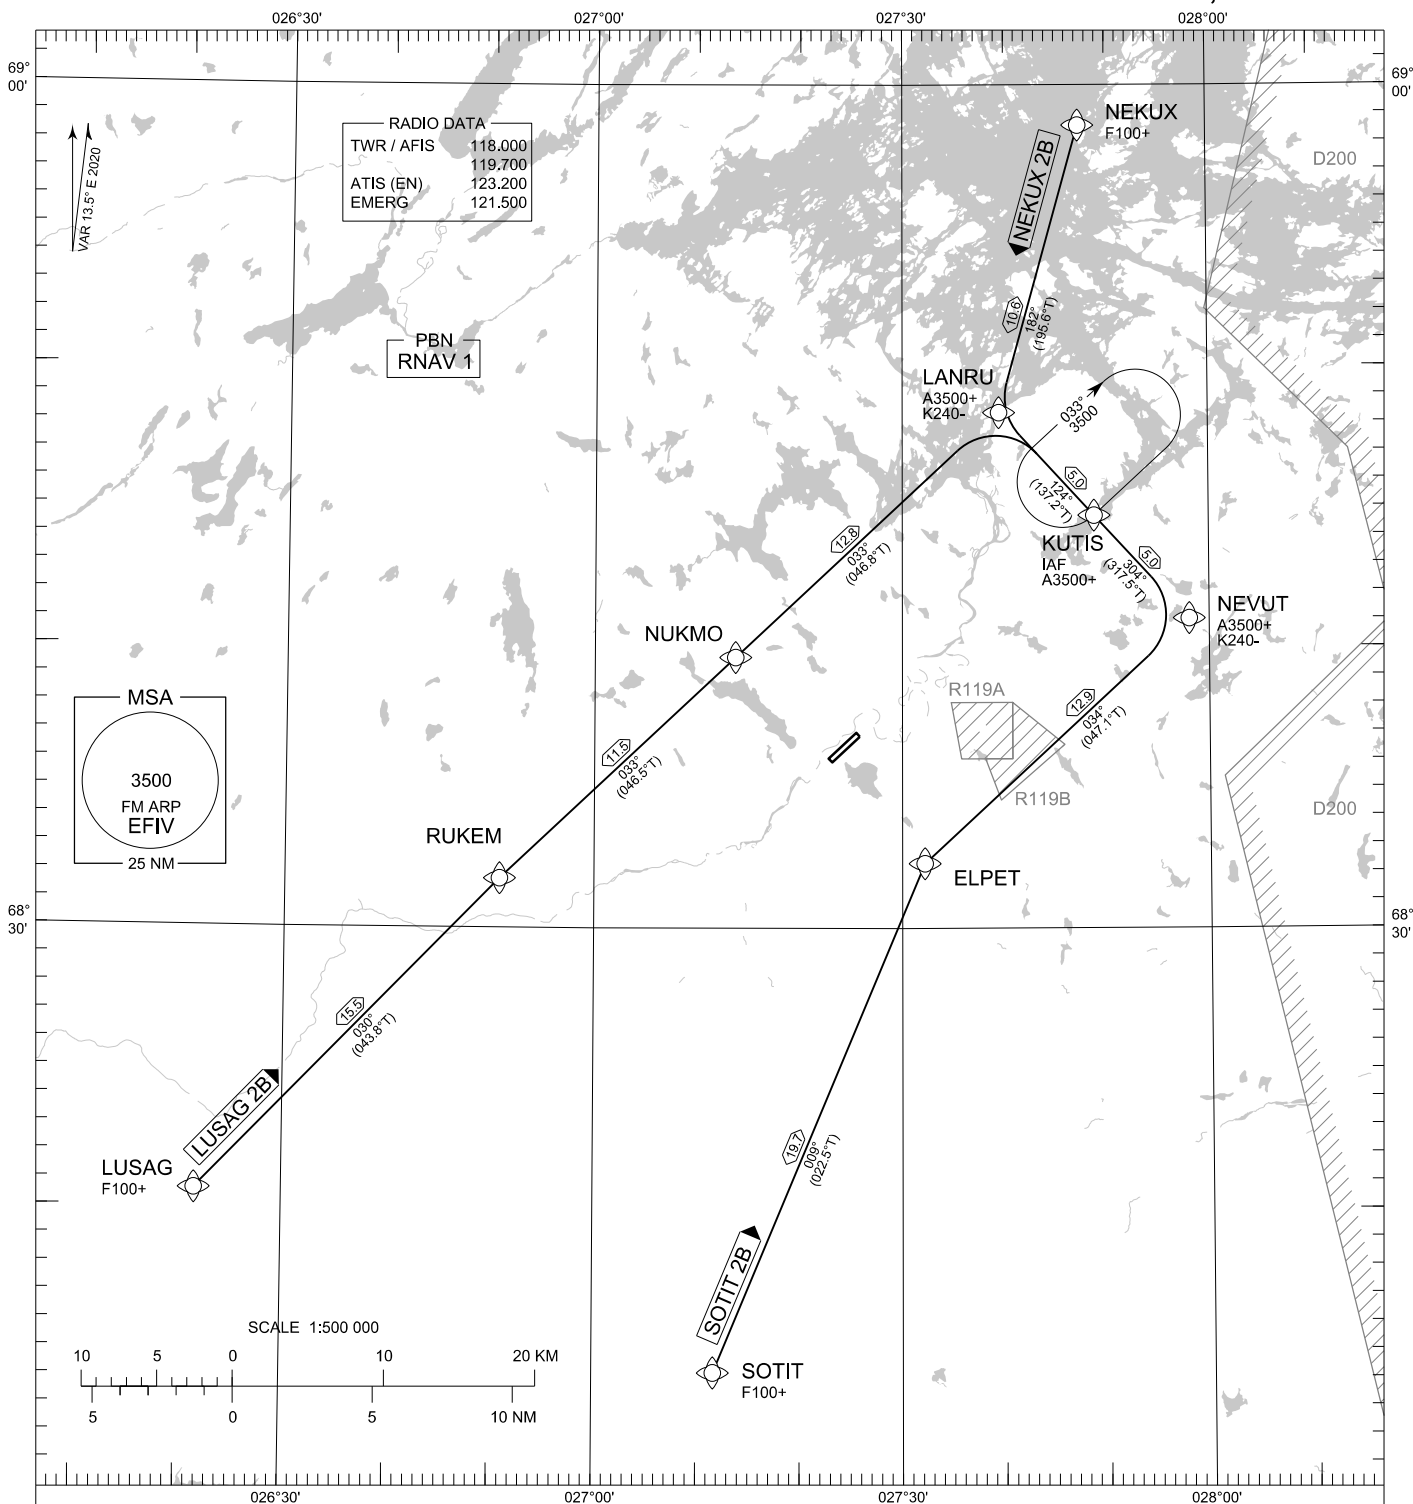 026°30'
027°00'
027°30'
028°00'
69°
00'
69°
00'
VAR 13.5° E 2020
RADIO DATA
TWR / AFIS 118.000
119.700
ATIS (EN) 123.200
EMERG 121.500
NEKUX
F100+
D200
NEKUX 2B
10.6
182°
(195.6°T)
PBN
RNAV 1
LANRU
A3500+
K240-
033°
3500
5.0
124°
(137.2°T)
KUTIS
IAF
A3500+
5.0
304°
(317.5°T)
12.8
033°
(046.8°T)
NEVUT
A3500+
K240-
NUKMO
R119A
12.9
034°
(047.1°T)
MSA
3500
FM ARP
EFIV
25 NM
11.5
033°
(046.5°T)
R119B
D200
RUKEM
ELPET
68°
30'
68°
30'
15.5
030°
(043.8°T)
LUSAG 2B
LUSAG
F100+
19.7
009°
(022.5°T)
SOTIT 2B
SOTIT
F100+
SCALE 1:500 000
10 5 0 10 20 KM
5 0 5 10 NM
026°30'
027°00'
027°30'
028°00'